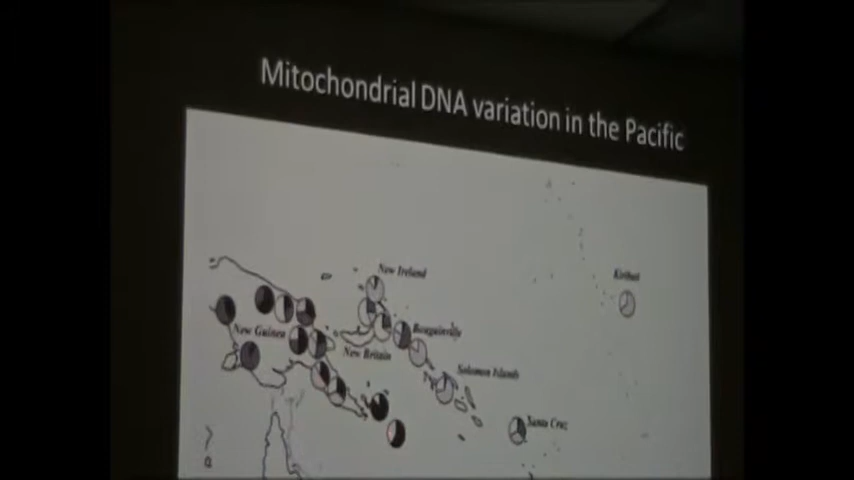 Mitochondrial DNA variation in the Pacific
New Ireland
Kiribati
New Guinea
Bougainville
New Britain
Solomon Islands
Santa Cruz